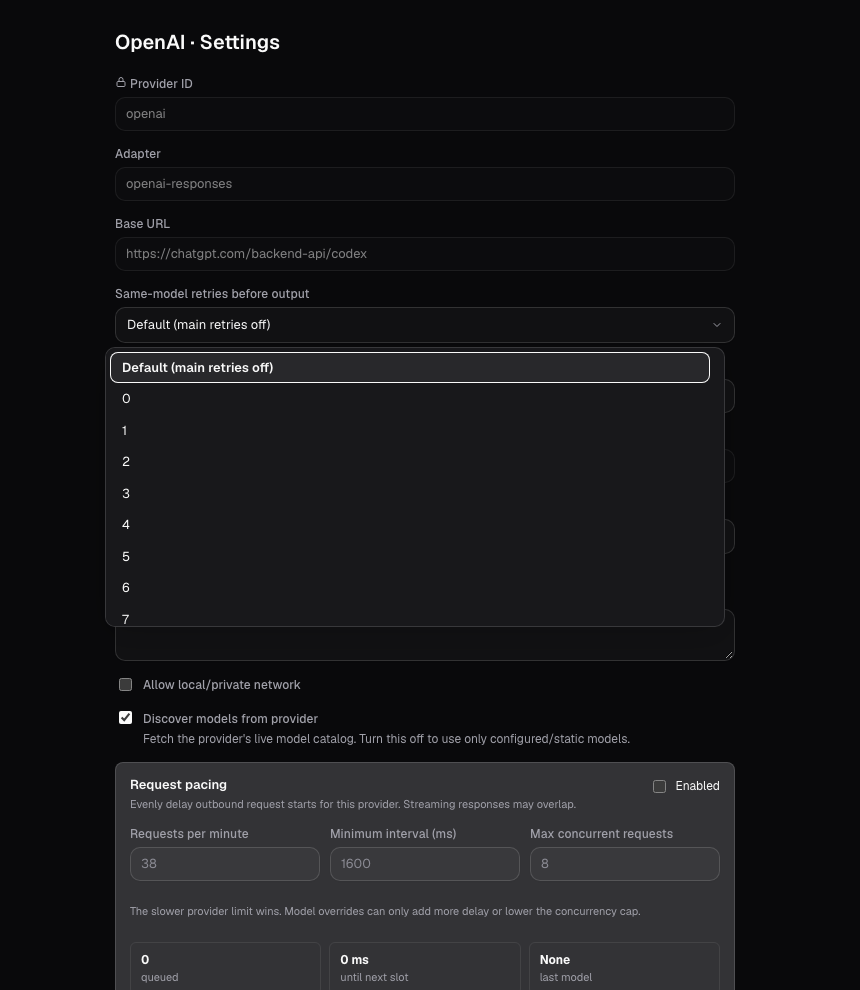 OpenAI · Settings
Provider ID
openai
Adapter
openai-responses
Base URL
https://chatgpt.com/backend-api/codex
Same-model retries before output
Default (main retries off)
Default (main retries off)
0
1
2
3
4
5
6
7
Allow local/private network
Discover models from provider
Fetch the provider's live model catalog. Turn this off to use only configured/static models.
Request pacing
Enabled
Evenly delay outbound request starts for this provider. Streaming responses may overlap.
Requests per minute
Minimum interval (ms)
Max concurrent requests
38
1600
8
The slower provider limit wins. Model overrides can only add more delay or lower the concurrency cap.
0
queued
0 ms
until next slot
None
last model